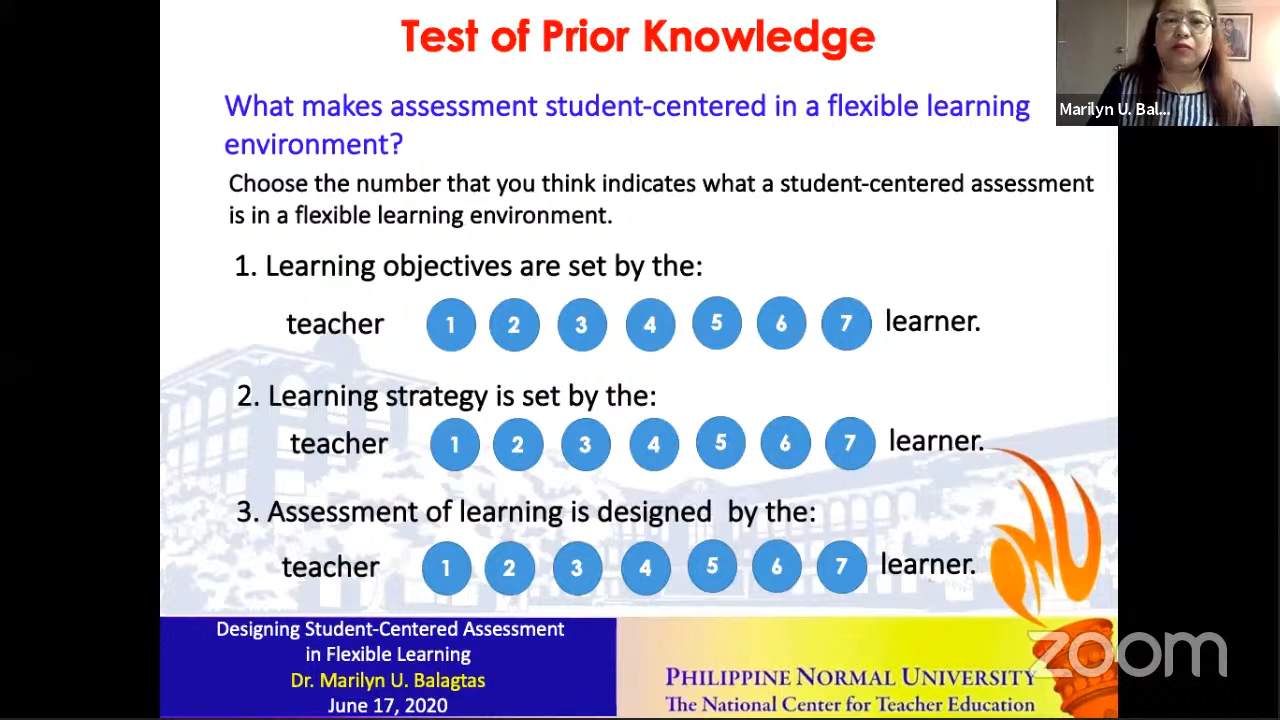 Test of Prior Knowledge
Marilyn U. Bal...
What makes assessment student-centered in a flexible learning
environment?
Choose the number that you think indicates what a student-centered assessment
is in a flexible learning environment.
1. Learning objectives are set by the:
teacher 1 2 3 4 5 6 7 learner.
2. Learning strategy is set by the:
teacher 1 2 3 4 5 6 7 learner.
3. Assessment of learning is designed by the:
teacher 1 2 3 4 5 6 7 learner.
PNU
Designing Student-Centered Assessment
in Flexible Learning
Dr. Marilyn U. Balagtas
June 17, 2020
PHILIPPINE NORMAL UNIVERSITY
The National Center for Teacher Education
zoom